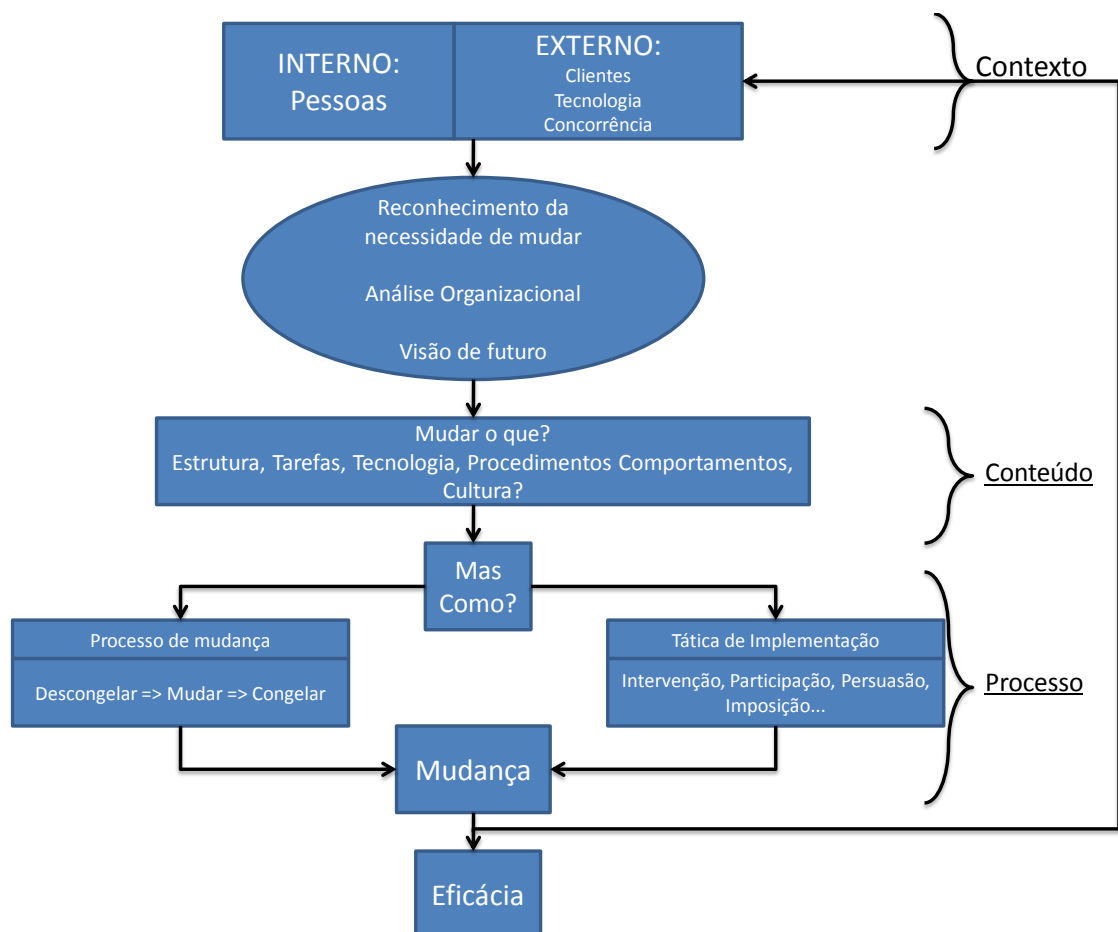 INTERNO:
Pessoas
EXTERNO:
Clientes
Tecnologia
Concorrência
Contexto
Reconhecimento da
necessidade de mudar
Análise Organizacional
Visão de futuro
Mudar o que?
Estrutura, Tarefas, Tecnologia, Procedimentos Comportamentos,
Cultura?
Conteúdo
Mas
Como?
Processo de mudança
Descongelar => Mudar => Congelar
Tática de Implementação
Intervenção, Participação, Persuasão,
Imposição...
Processo
Mudança
Eficácia